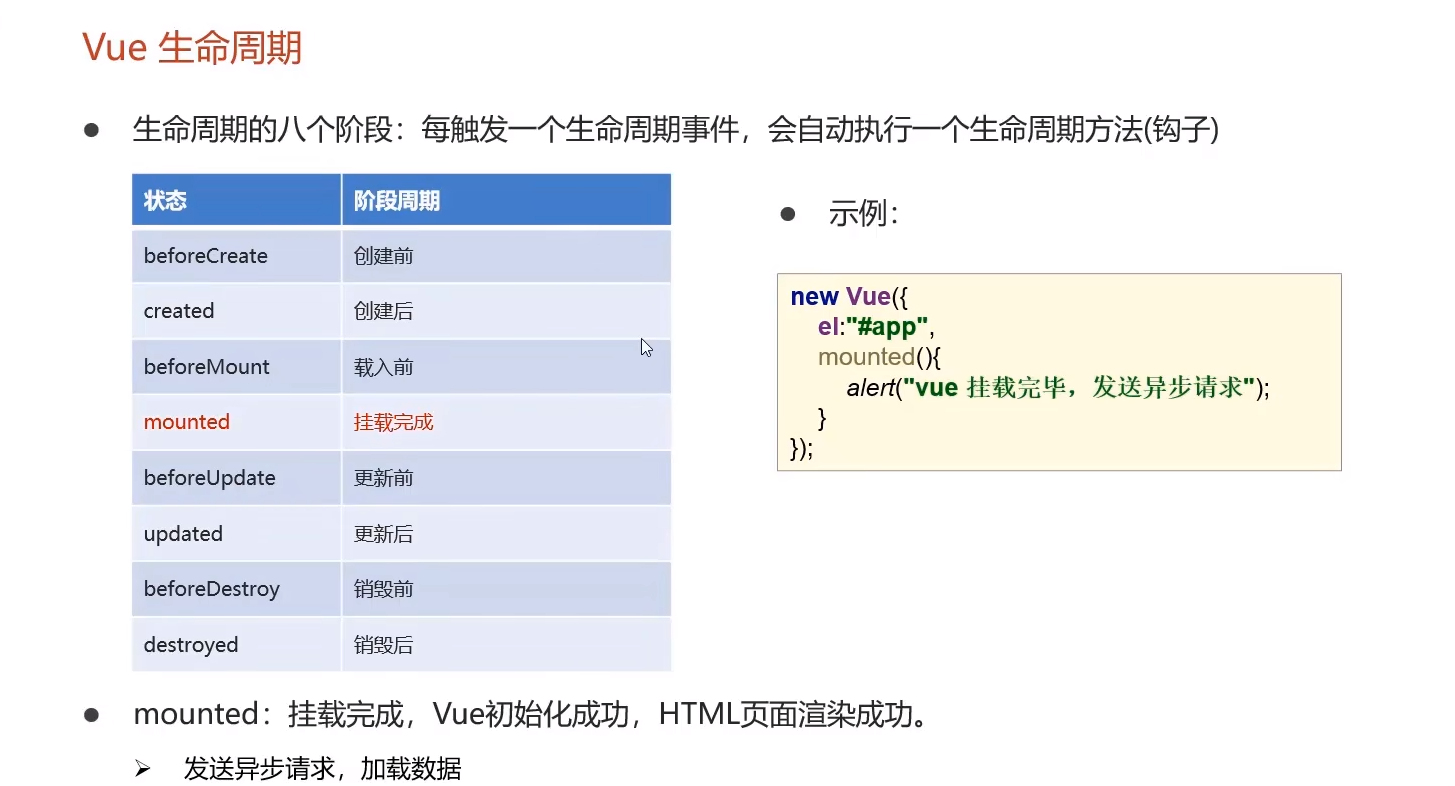 Vue 生命周期
● 生命周期的八个阶段：每触发一个生命周期事件，会自动执行一个生命周期方法(钩子)
状态 阶段周期
beforeCreate 创建前
created 创建后
beforeMount 载入前
mounted 挂载完成
beforeUpdate 更新前
updated 更新后
beforeDestroy 销毁前
destroyed 销毁后
● 示例：
new Vue({
el:"#app",
mounted(){
alert("vue 挂载完毕，发送异步请求");
}
});
● mounted：挂载完成，Vue初始化成功，HTML页面渲染成功。
➢ 发送异步请求，加载数据